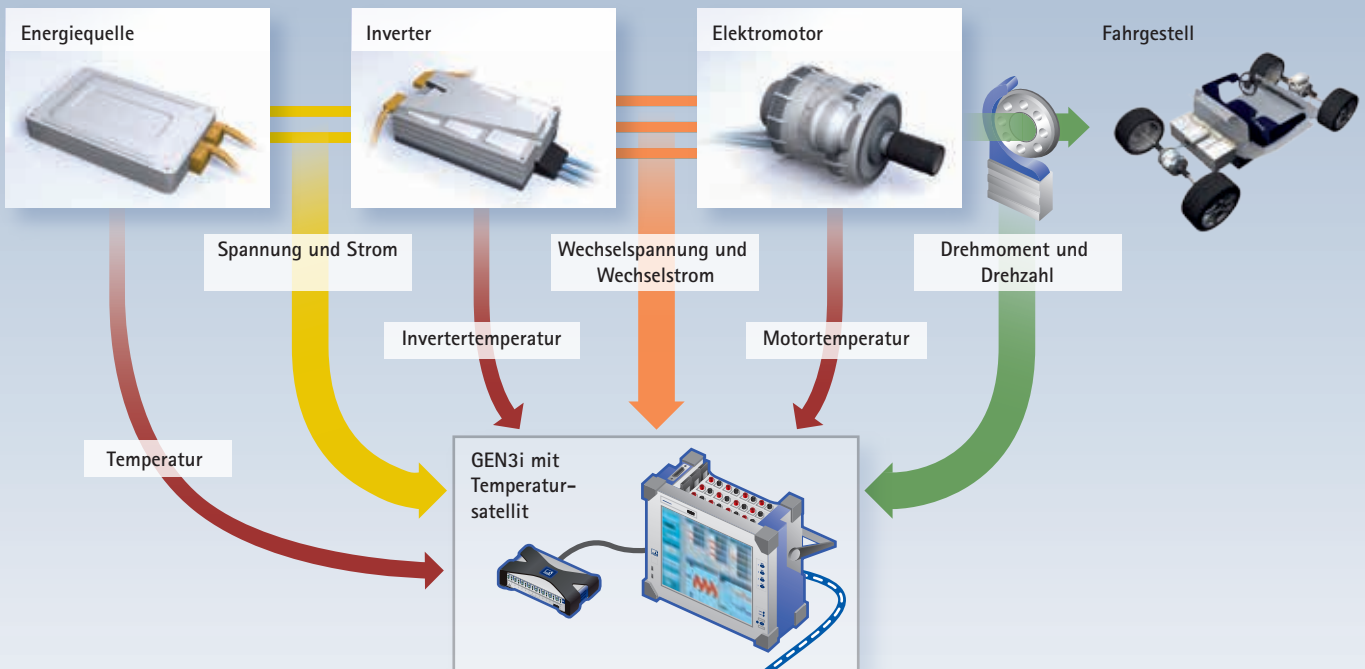 Energiequelle
Inverter
Elektromotor
Fahrgestell
Spannung und Strom
Wechselspannung und
Wechselstrom
Drehmoment und
Drehzahl
Invertertemperatur
Motortemperatur
Temperatur
GEN3i mit
Temperatur-
satellit